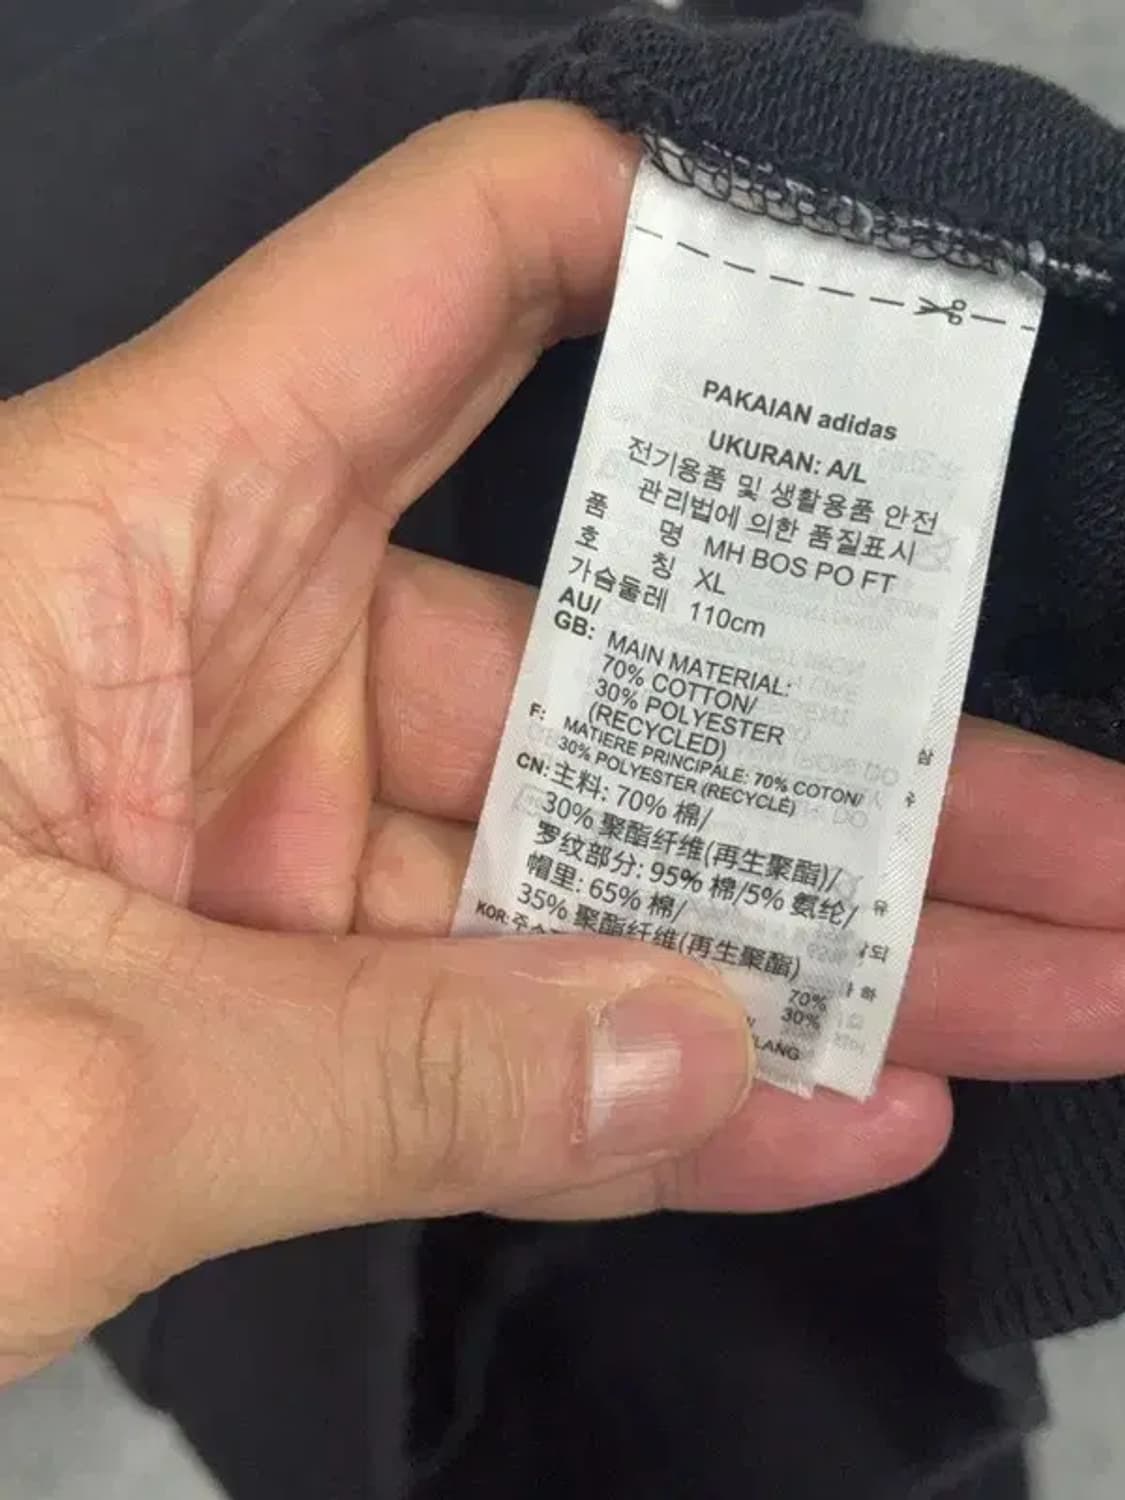 PAKAIAN adidas
UKURAN: A/L
전기용품 및 생활용품 안전
관리법에 의한 품질표시
품 명 MH BOS PO FT
호 칭 XL
가슴둘레 110cm
AU/
GB: MAIN MATERIAL:
70% COTTON/
30% POLYESTER
(RECYCLED)
F: MATIERE PRINCIPALE: 70% COTON/
30% POLYESTER (RECYCLÉ)
CN: 主料: 70% 棉/
30% 聚酯纤维(再生聚酯)/
罗纹部分: 95% 棉/5% 氨纶/
帽里: 65% 棉/
35% 聚酯纤维(再生聚酯)
KOR:
70%
30%